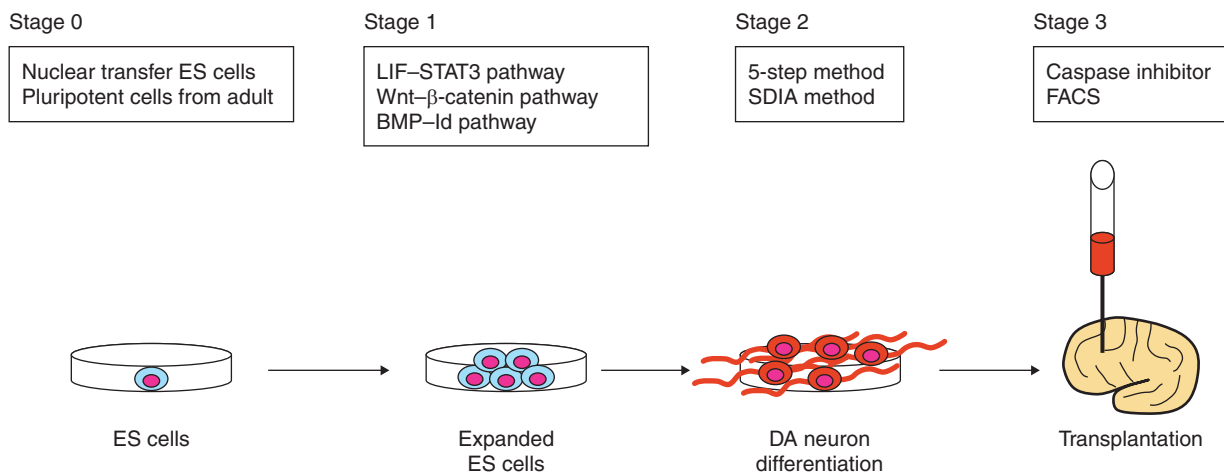 Stage 0
Nuclear transfer ES cells
Pluripotent cells from adult
Stage 1
LIF–STAT3 pathway
Wnt–β-catenin pathway
BMP–Id pathway
Stage 2
5-step method
SDIA method
Stage 3
Caspase inhibitor
FACS
ES cells
Expanded
ES cells
DA neuron
differentiation
Transplantation